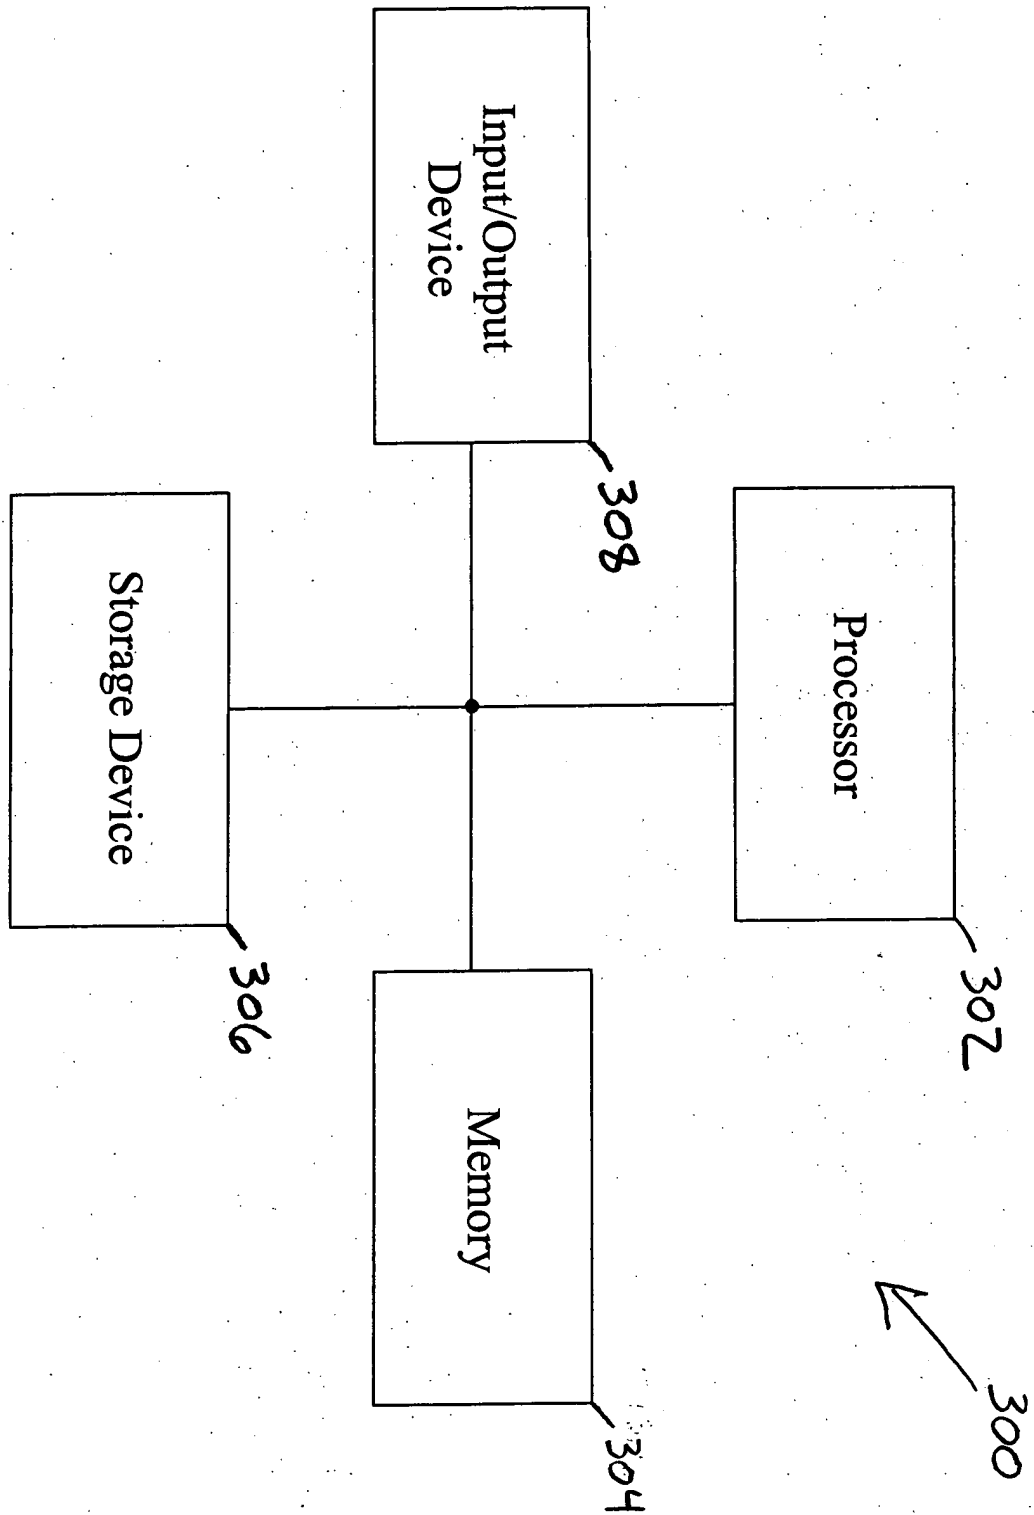 300
Processor
302
Input/Output
Device
308
Memory
304
Storage Device
306